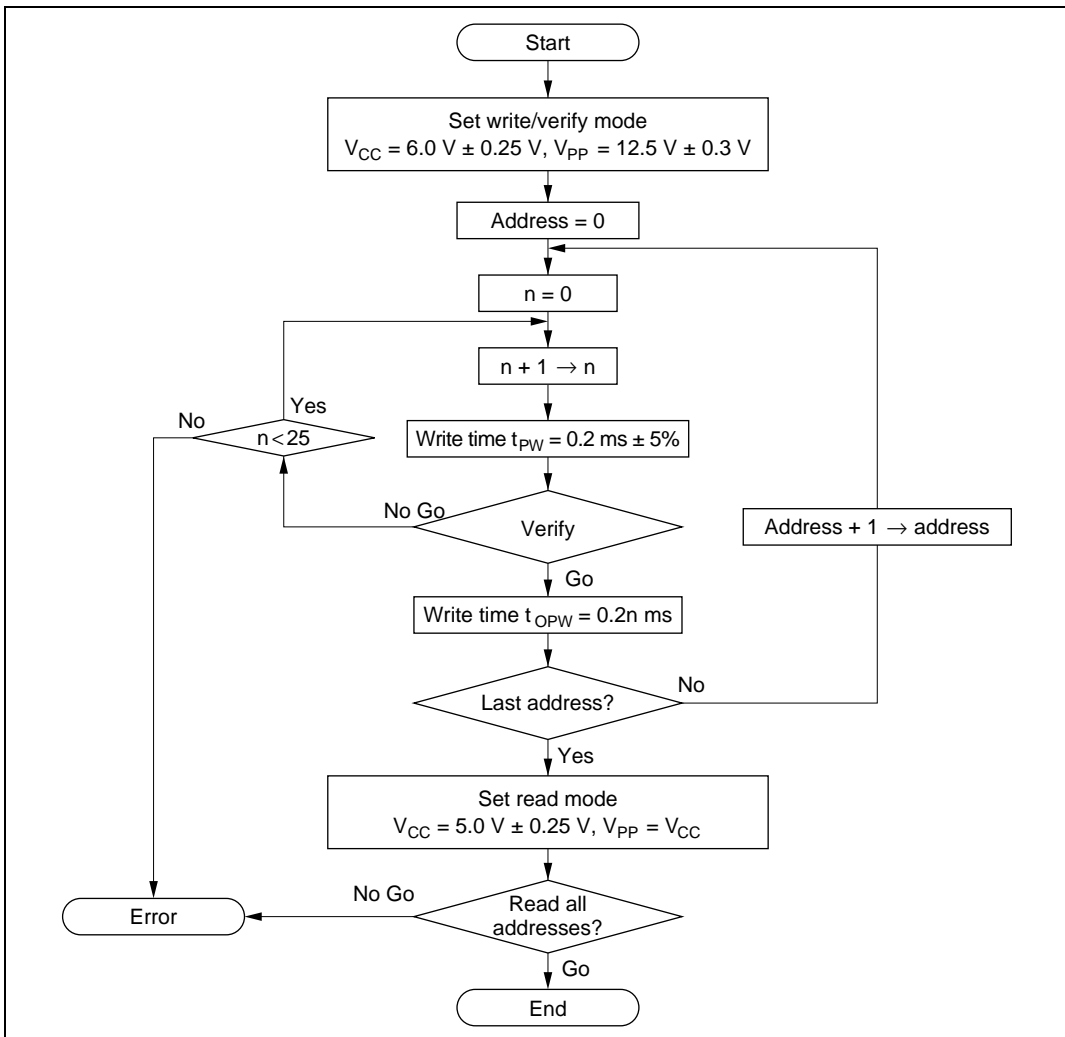 Start
Set write/verify mode
VCC = 6.0 V ± 0.25 V, VPP = 12.5 V ± 0.3 V
Address = 0
n = 0
n + 1 → n
No
Yes
n < 25
Write time tPW = 0.2 ms ± 5%
No Go
Verify
Address + 1 → address
Go
Write time tOPW = 0.2n ms
Last address?
No
Yes
Set read mode
VCC = 5.0 V ± 0.25 V, VPP = VCC
No Go
Read all
addresses?
Error
Go
End